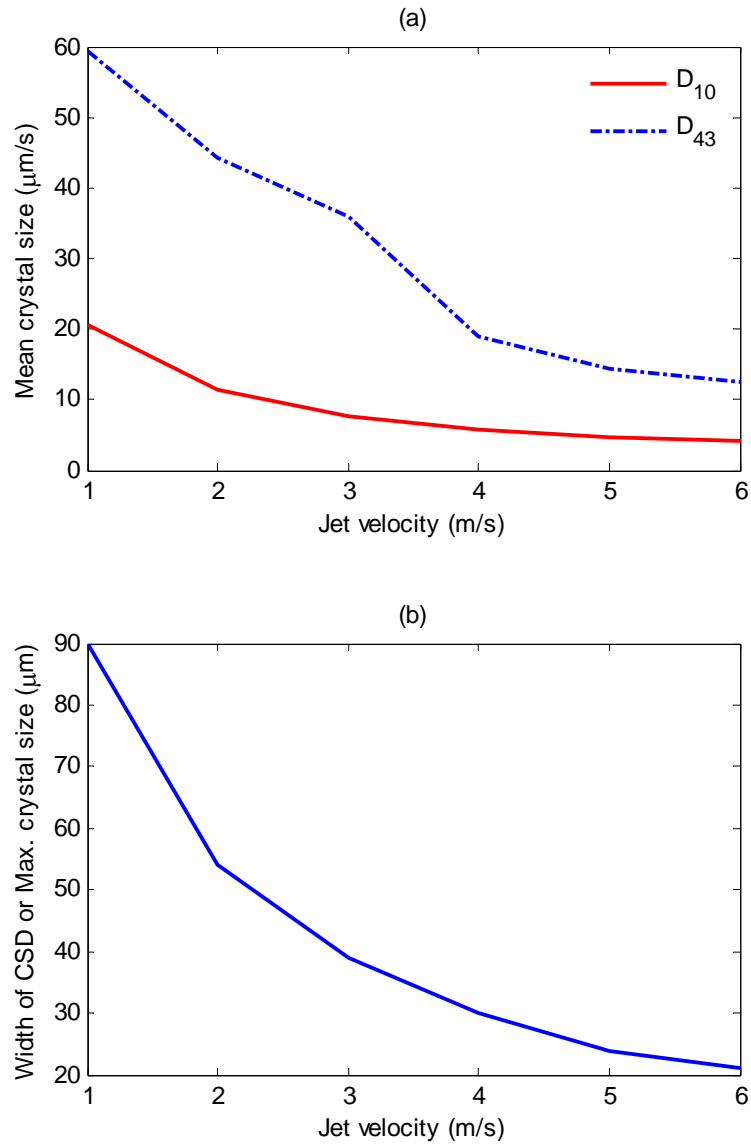 (a)
60
50
40
30
20
10
0
Mean crystal size (μm/s)
D10
D43
1 2 3 4 5 6
Jet velocity (m/s)
(b)
90
80
70
60
50
40
30
20
Width of CSD or Max. crystal size (μm)
1 2 3 4 5 6
Jet velocity (m/s)